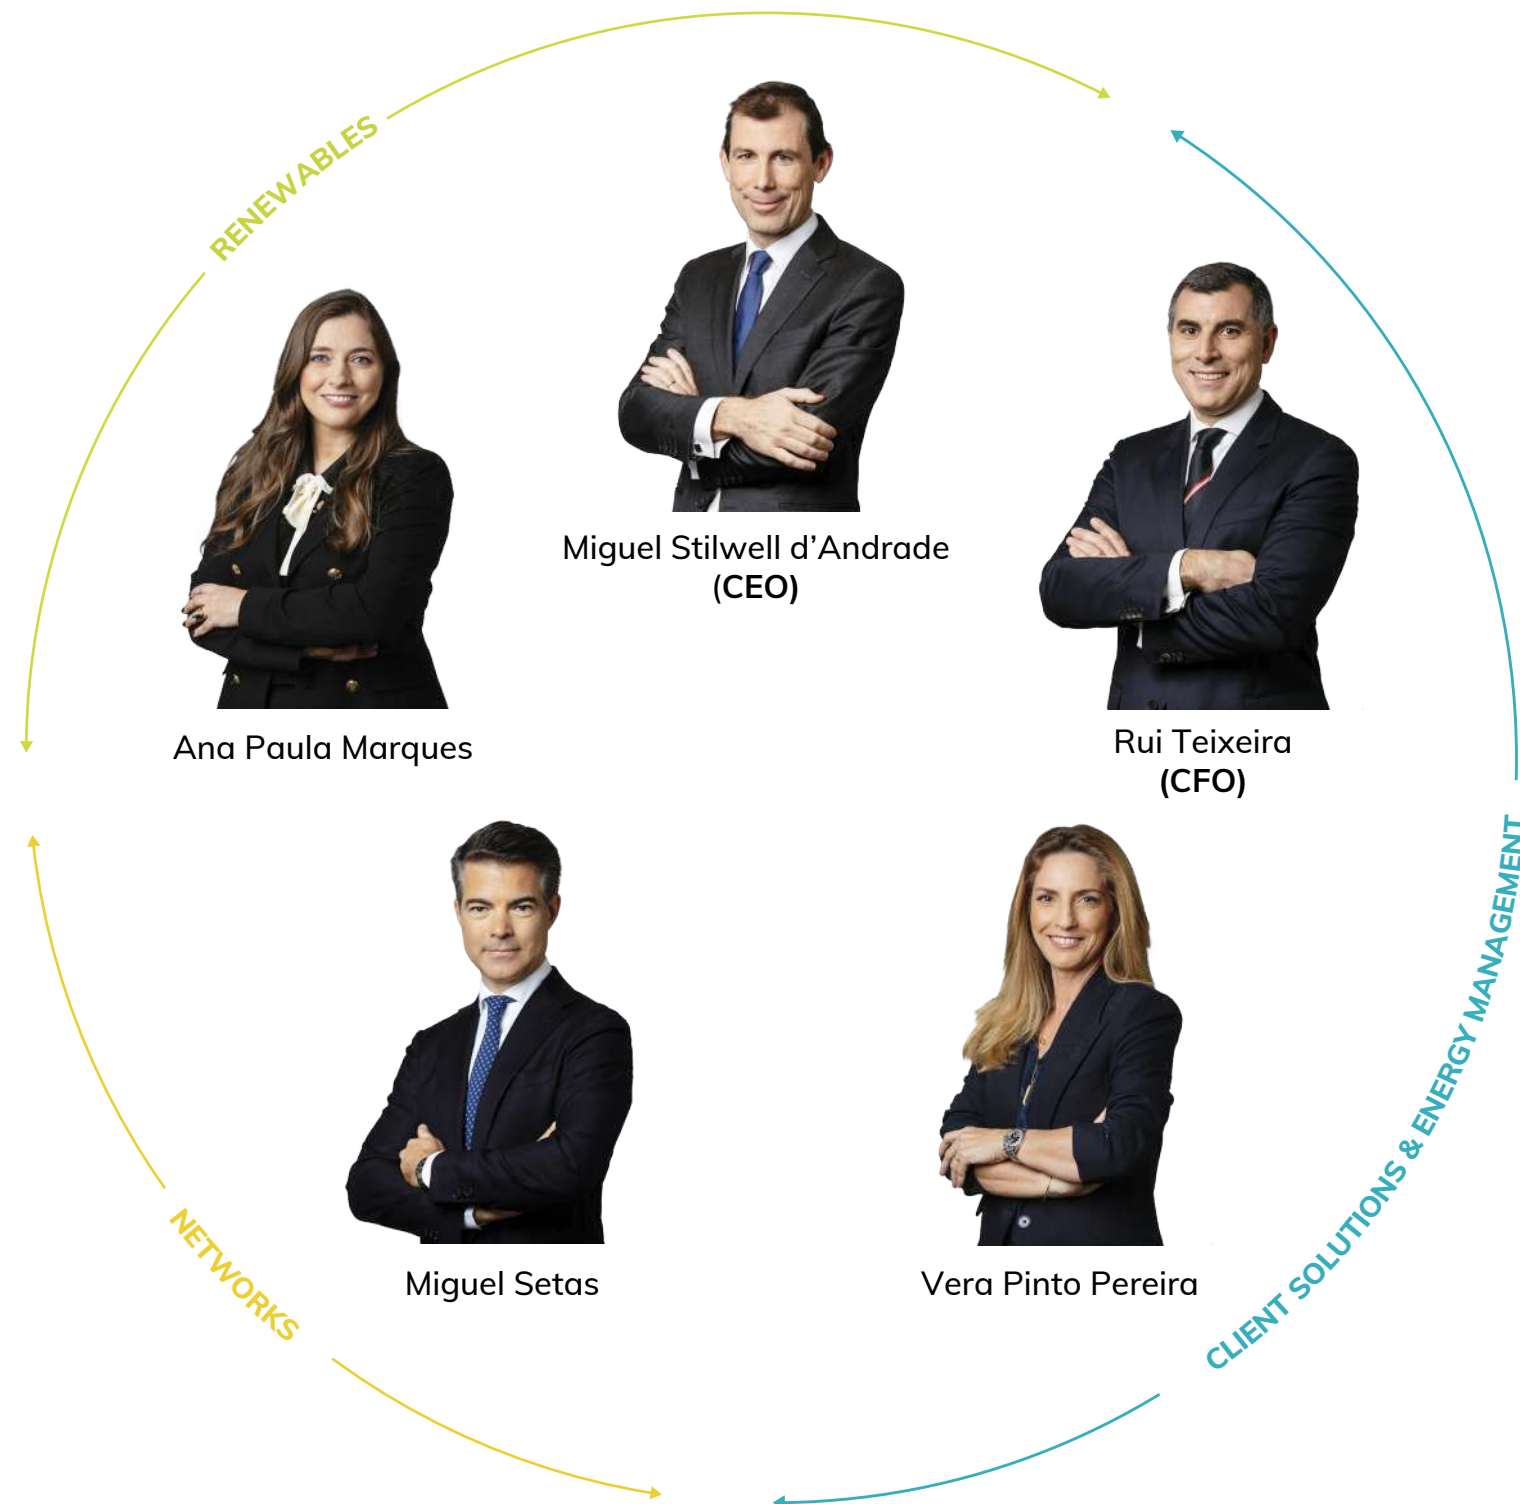 RENEWABLES
Miguel Stilwell d’Andrade
(CEO)
Ana Paula Marques
Rui Teixeira
(CFO)
Miguel Setas
Vera Pinto Pereira
NETWORKS
CLIENT SOLUTIONS & ENERGY MANAGEMENT